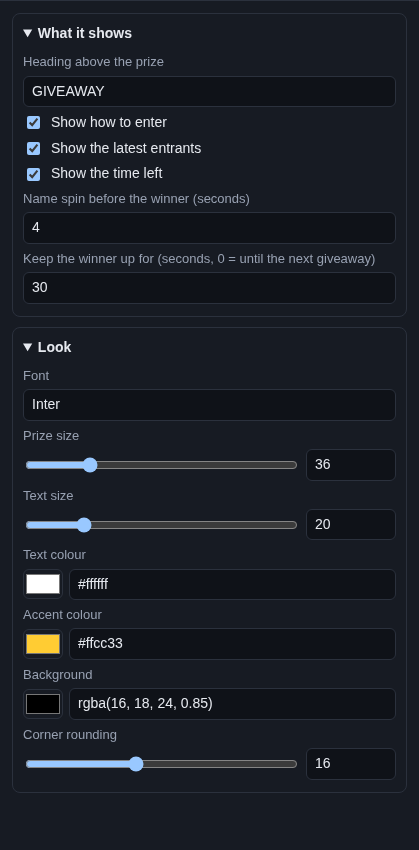 What it shows
Heading above the prize
GIVEAWAY
Show how to enter
Show the latest entrants
Show the time left
Name spin before the winner (seconds)
4
Keep the winner up for (seconds, 0 = until the next giveaway)
30
Look
Font
Inter
Prize size
36
Text size
20
Text colour
#ffffff
Accent colour
#ffcc33
Background
rgba(16, 18, 24, 0.85)
Corner rounding
16